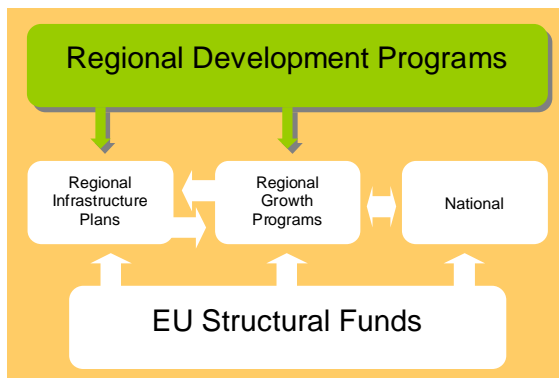 Regional Development Programs
Regional
Infrastructure
Plans
Regional
Growth
Programs
National
EU Structural Funds